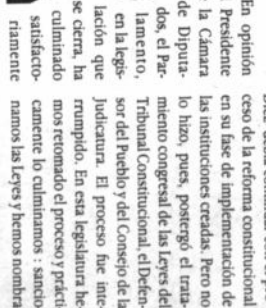 En opinión
Presidente
la Cámara
de Diputa-
dos, el Par-
lamento,
en la legis-
lación que
se cierra, ha
culminado
satisfacto-
riamente
ceso de la reforma constitucional
en su fase de implementación de
las instituciones creadas. Pero no
lo hizo, pues, postergó el trata-
miento congresal de las Leyes del
Tribunal Constitucional, el Defen-
sor del Pueblo y del Consejo de la
Judicatura. El proceso fue inte-
rrumpido. En esta legislatura he-
mos retomado el proceso y prácti-
camente lo culminamos : sancio-
namos las Leyes y hemos nombra